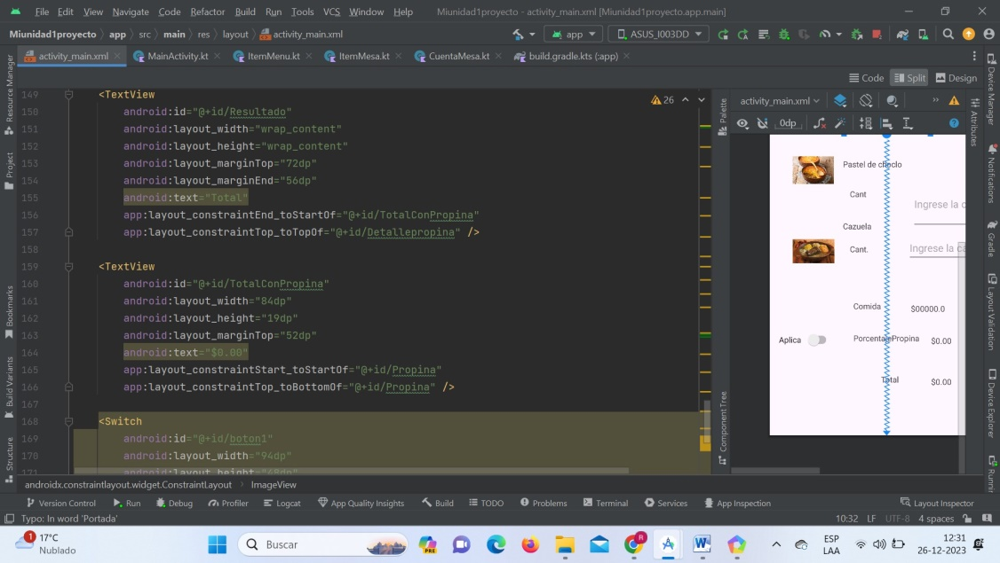 File Edit View Navigate Code Refactor Build Run Tools VCS Window Help Miunidad1proyecto - activity_main.xml [Miunidad1proyecto.app.main]
Miunidad1proyecto app src main res layout activity_main.xml app ASUS_I003DD
activity_main.xml MainActivity.kt ItemMenu.kt ItemMesa.kt CuentaMesa.kt build.gradle.kts (:app)
Code Split Design
149 <TextView
150 android:id="@+id/Resultado"
151 android:layout_width="wrap_content"
152 android:layout_height="wrap_content"
153 android:layout_marginTop="72dp"
154 android:layout_marginEnd="56dp"
155 android:text="Total"
156 app:layout_constraintEnd_toStartOf="@+id/TotalConPropina"
157 app:layout_constraintTop_toTopOf="@+id/Detallepropina" />
158
159 <TextView
160 android:id="@+id/TotalConPropina"
161 android:layout_width="84dp"
162 android:layout_height="19dp"
163 android:layout_marginTop="52dp"
164 android:text="$0.00"
165 app:layout_constraintStart_toStartOf="@+id/Propina"
166 app:layout_constraintTop_toBottomOf="@+id/Propina" />
167
168 <Switch
169 android:id="@+id/boton1"
170 android:layout_width="94dp"
171 android:layout_height="68dp"
26
activity_main.xml
0dp
Pastel de choclo
Cant
Ingrese la c
Cazuela
Cant.
Ingrese la ca
Comida $00000.0
Aplica PorcentajePropina $0.00
Total $0.00
Resource Manager
Project
Bookmarks
Build Variants
Structure
Palette
Component Tree
Attributes
Device Manager
Notifications
Gradle
Layout Validation
Device Explorer
Runni
androidx.constraintlayout.widget.ConstraintLayout ImageView
Version Control Run Debug Profiler Logcat App Quality Insights Build TODO Problems Terminal Services App Inspection Layout Inspector
Typo: In word 'Portada' 10:32 LF UTF-8 4 spaces
1 17°C
Nublado
Buscar
PRE
R
ESP
LAA
12:31
26-12-2023